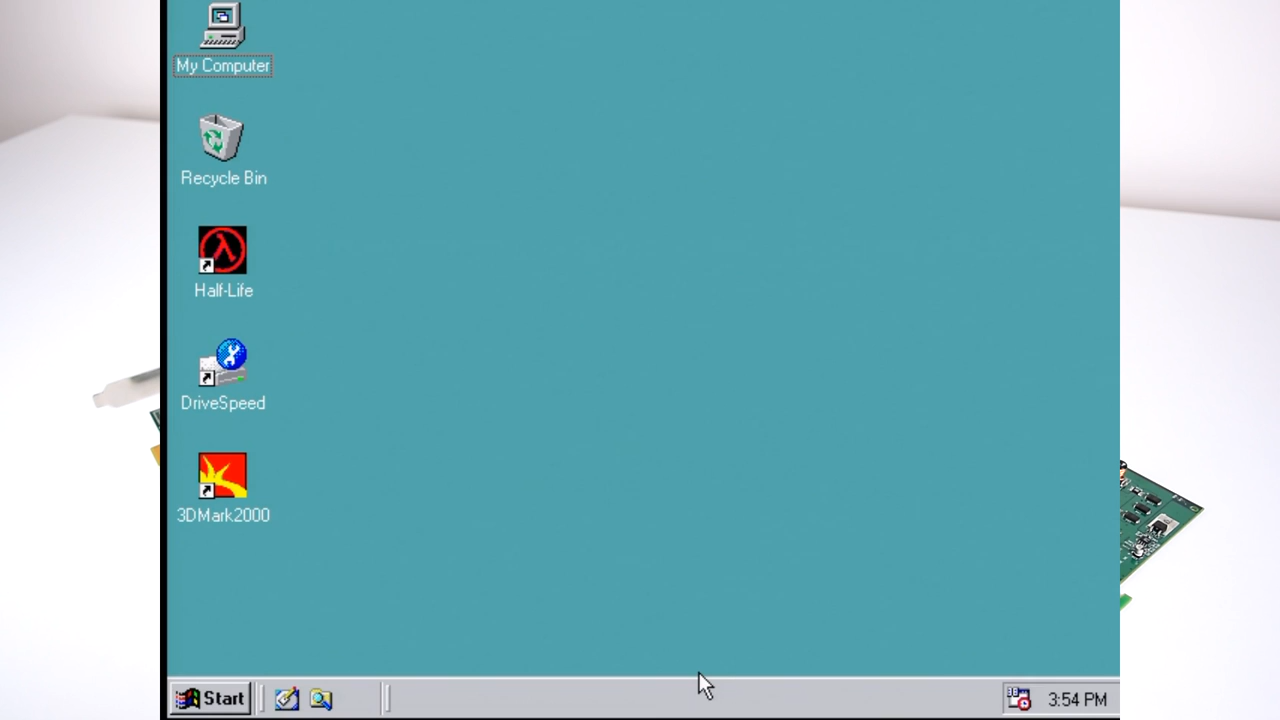 My Computer
Recycle Bin
Half-Life
DriveSpeed
3DMark2000
Start
3:54 PM